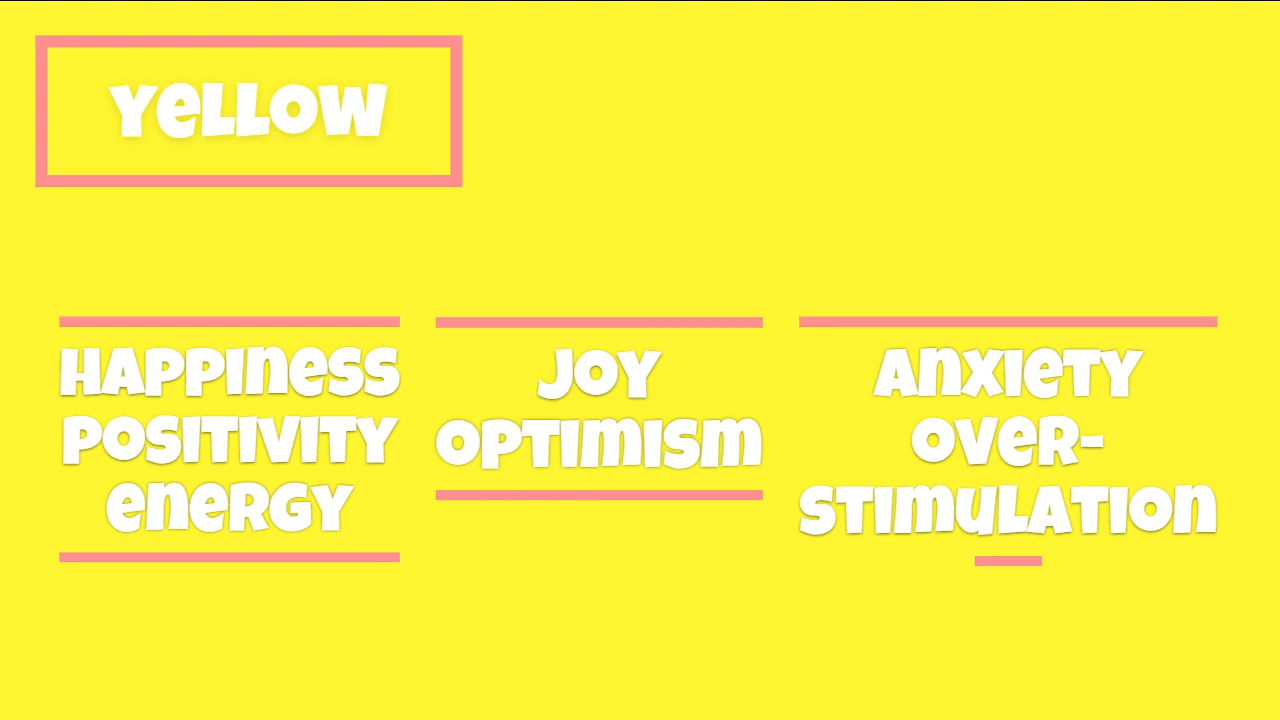 Yellow
Happiness
Positivity
Energy
Joy
Optimism
Anxiety
Over-
stimulation